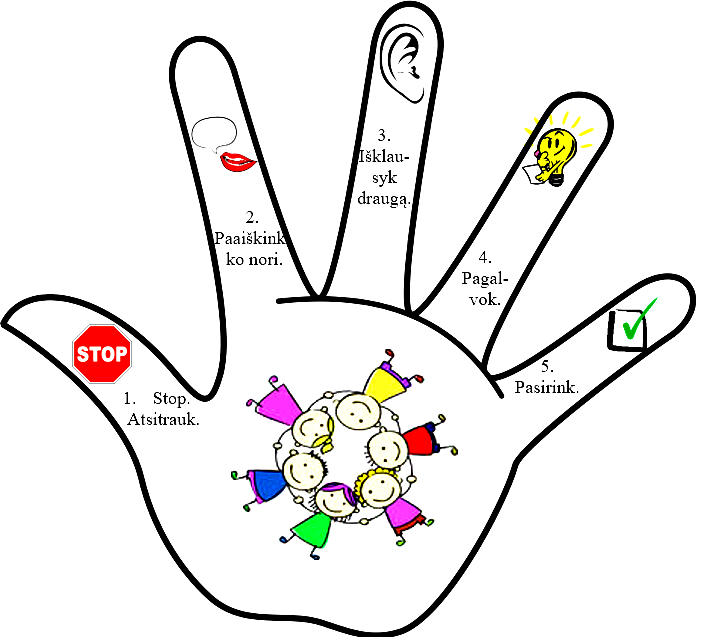 STOP
1. Stop.
Atsitrauk.
2.
Paaiškink
ko nori.
3.
Išklau-
syk
draugą.
4.
Pagal-
vok.
5.
Pasirink.